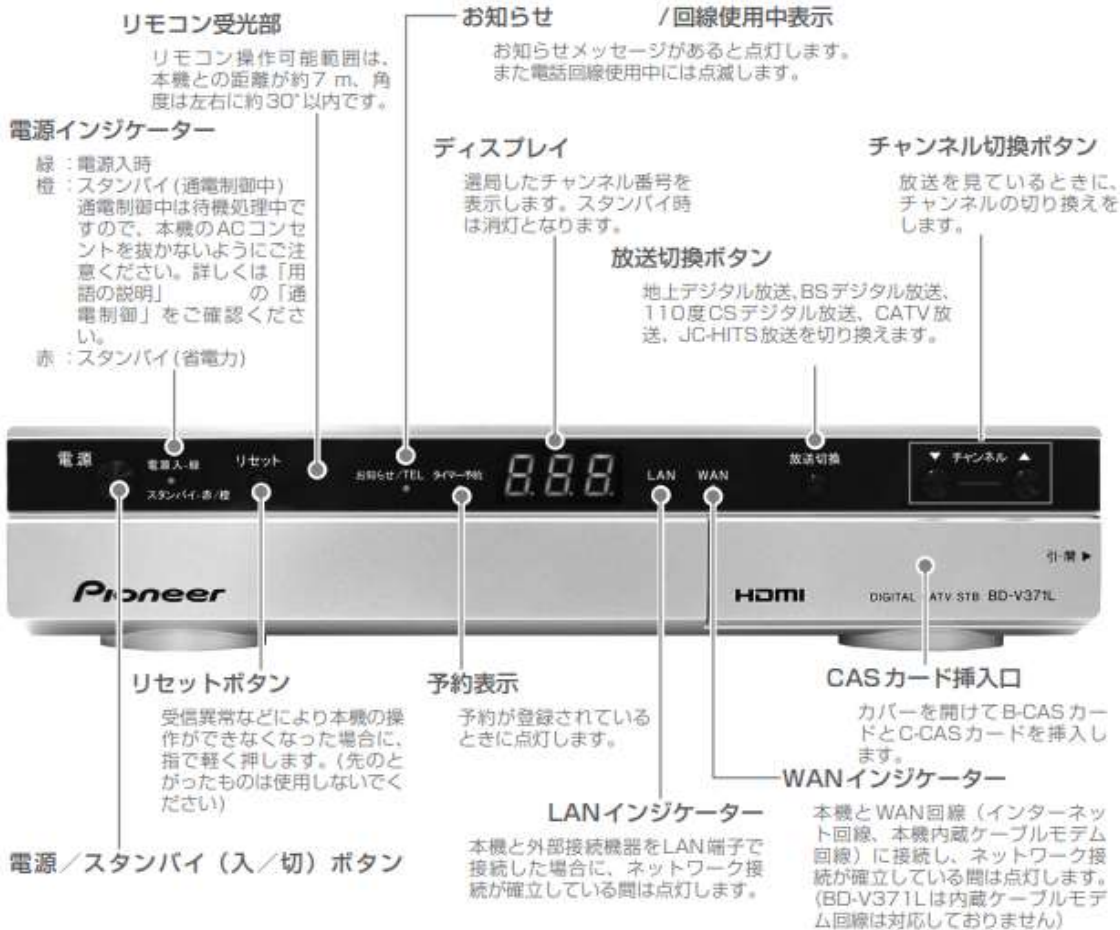 リモコン受光部
リモコン操作可能範囲は、
本機との距離が約7 m、角
度は左右に約30°以内です。
お知らせ /回線使用中表示
お知らせメッセージがあると点灯します。
また電話回線使用中には点滅します。
電源インジケーター
緑：電源入時
橙：スタンバイ(通電制御中)
通電制御中は待機処理中で
すので、本機のACコンセ
ントを抜かないようにご注
意ください。詳しくは「用
語の説明」 の「通
電制御」をご確認くださ
い。
赤：スタンバイ(省電力)
ディスプレイ
選局したチャンネル番号を
表示します。スタンバイ時
は消灯となります。
チャンネル切換ボタン
放送を見ているときに、
チャンネルの切り換えを
します。
放送切換ボタン
地上デジタル放送、BSデジタル放送、
110度CSデジタル放送、CATV放
送、JC-HITS放送を切り換えます。
電源
電源入-緑
スタンバイ-赤/橙
リセット
お知らせ/TEL
タイマー予約
8.8.8.
LAN
WAN
放送切換
▼ チャンネル ▲
引-開 ▶
Pioneer
HDMI
DIGITAL CATV STB BD-V371L
リセットボタン
受信異常などにより本機の操
作ができなくなった場合に、
指で軽く押します。(先のと
がったものは使用しないでく
ださい)
予約表示
予約が登録されている
ときに点灯します。
CASカード挿入口
カバーを開けてB-CASカー
ドとC-CASカードを挿入し
ます。
WANインジケーター
本機とWAN回線（インターネッ
ト回線、本機内蔵ケーブルモデム
回線）に接続し、ネットワーク接
続が確立している間は点灯します。
(BD-V371Lは内蔵ケーブルモデ
ム回線は対応しておりません)
LANインジケーター
本機と外部接続機器をLAN端子で
接続した場合に、ネットワーク接
続が確立している間は点灯します。
電源／スタンバイ（入／切）ボタン